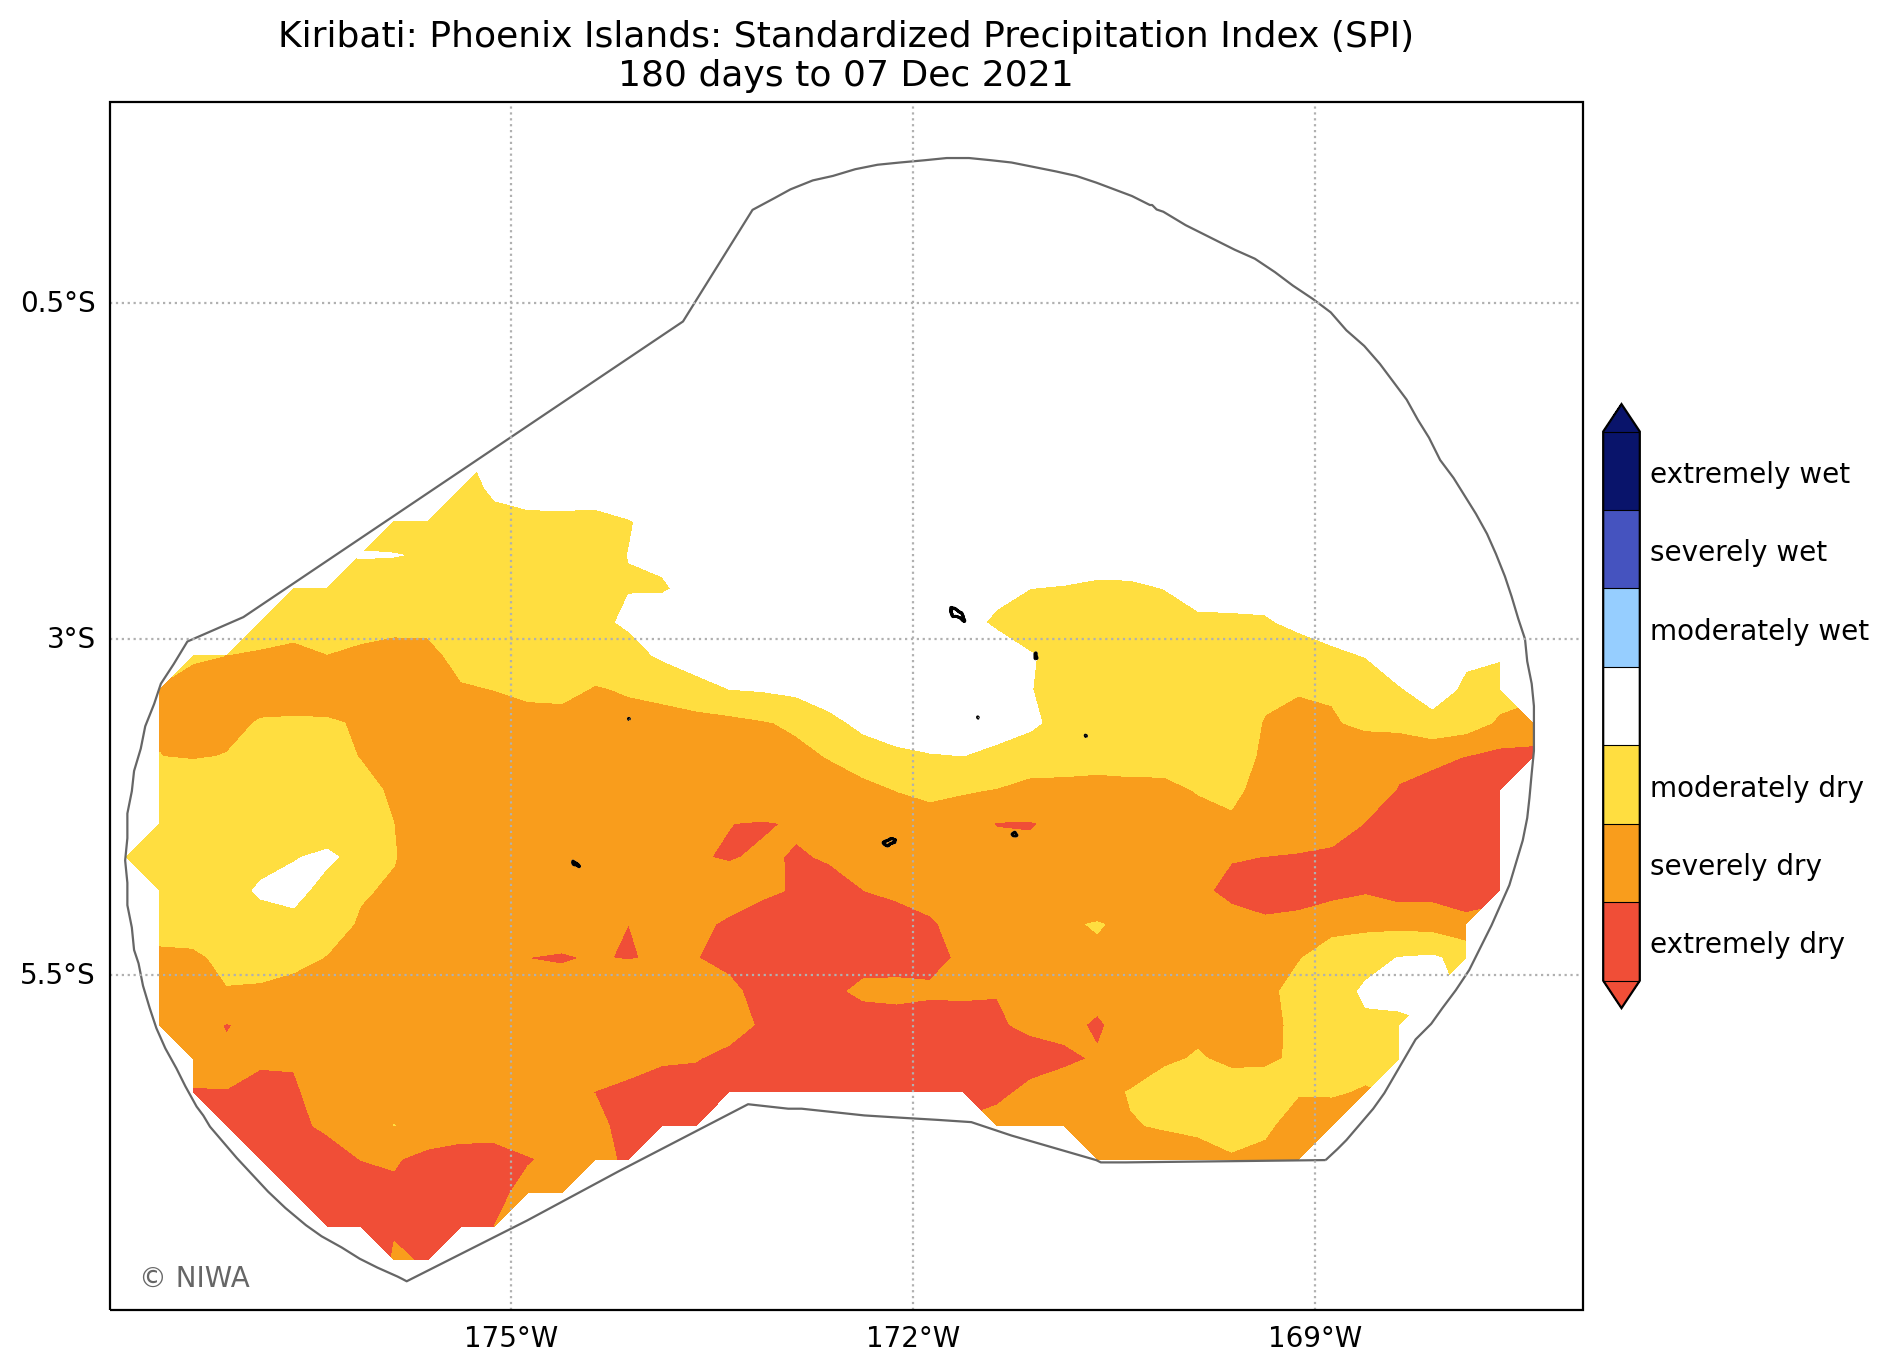 Kiribati: Phoenix Islands: Standardized Precipitation Index (SPI)
180 days to 07 Dec 2021
0.5°S
3°S
5.5°S
175°W
172°W
169°W
extremely wet
severely wet
moderately wet
moderately dry
severely dry
extremely dry
© NIWA